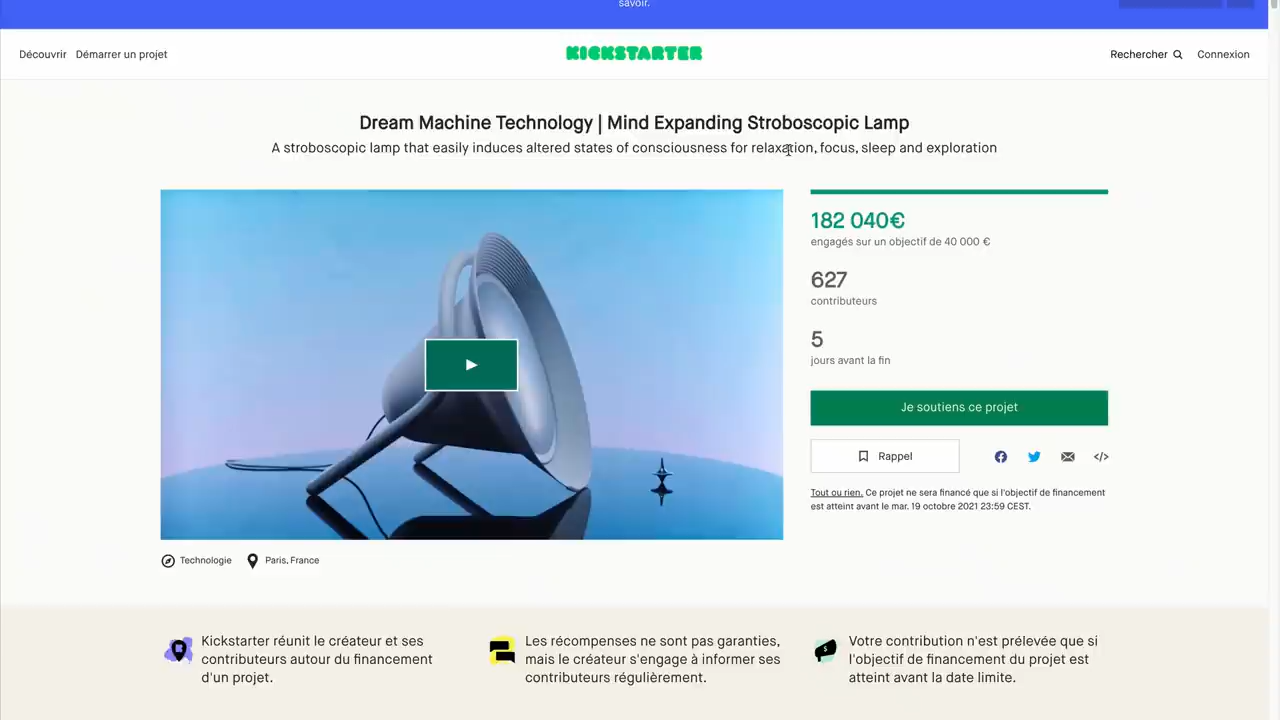 savoir.
Découvrir Démarrer un projet KICKSTARTER Rechercher Connexion
Dream Machine Technology | Mind Expanding Stroboscopic Lamp
A stroboscopic lamp that easily induces altered states of consciousness for relaxation, focus, sleep and exploration
182 040€
engagés sur un objectif de 40 000 €
627
contributeurs
5
jours avant la fin
Je soutiens ce projet
Rappel
Tout ou rien. Ce projet ne sera financé que si l'objectif de financement
est atteint avant le mar. 19 octobre 2021 23:59 CEST.
Technologie Paris, France
Kickstarter réunit le créateur et ses
contributeurs autour du financement
d'un projet.
Les récompenses ne sont pas garanties,
mais le créateur s'engage à informer ses
contributeurs régulièrement.
Votre contribution n'est prélevée que si
l'objectif de financement du projet est
atteint avant la date limite.